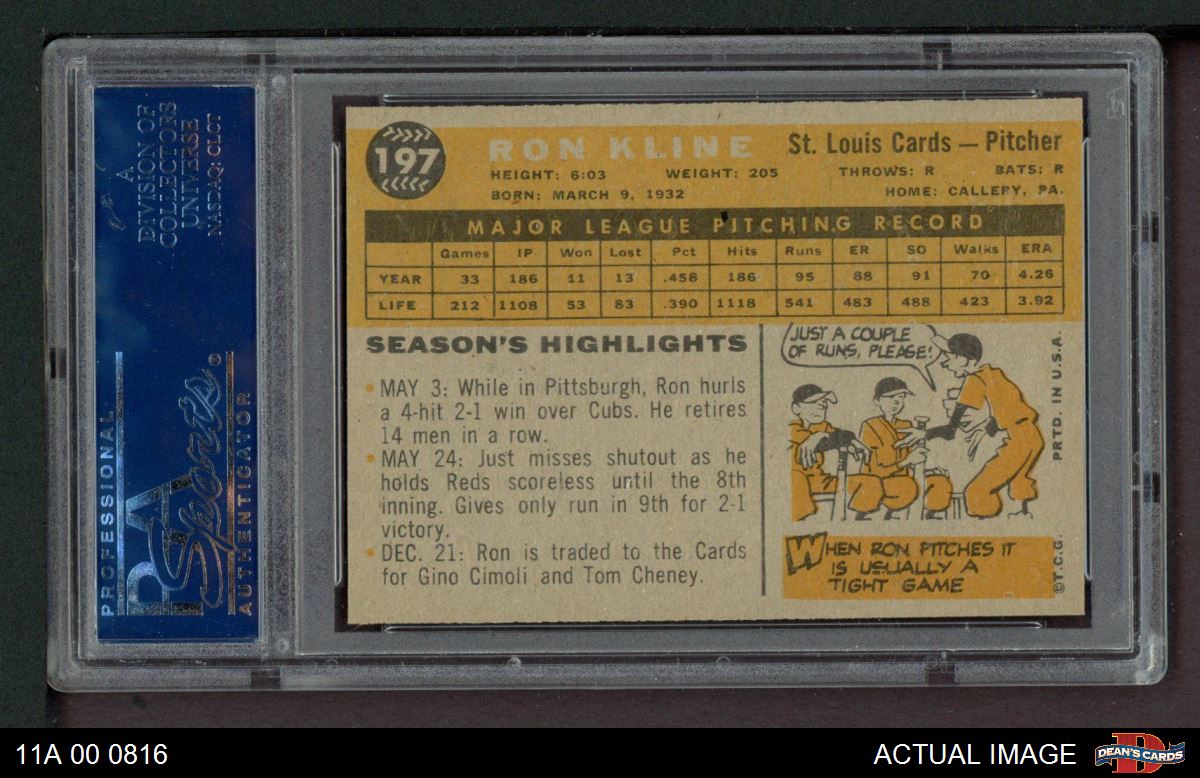 A
DIVISION OF
COLLECTORS
UNIVERSE
NASDAQ: CLCT
PROFESSIONAL
PSA
Sports®
AUTHENTICATOR
197
RON KLINE
St. Louis Cards — Pitcher
HEIGHT: 6:03 WEIGHT: 205 THROWS: R BATS: R
BORN: MARCH 9, 1932 HOME: CALLERY, PA.
MAJOR LEAGUE PITCHING RECORD
Games IP Won Lost Pct Hits Runs ER SO Walks ERA
YEAR 33 186 11 13 .458 186 95 88 91 70 4.26
LIFE 212 1108 53 83 .390 1118 541 483 488 423 3.92
SEASON'S HIGHLIGHTS
• MAY 3: While in Pittsburgh, Ron hurls
a 4-hit 2-1 win over Cubs. He retires
14 men in a row.
• MAY 24: Just misses shutout as he
holds Reds scoreless until the 8th
inning. Gives only run in 9th for 2-1
victory.
• DEC. 21: Ron is traded to the Cards
for Gino Cimoli and Tom Cheney.
JUST A COUPLE
OF RUNS, PLEASE!
WHEN RON PITCHES IT
IS USUALLY A
TIGHT GAME
©T.C.G. PRTD. IN U.S.A.
11A 00 0816
ACTUAL IMAGE
DEAN'S CARDS